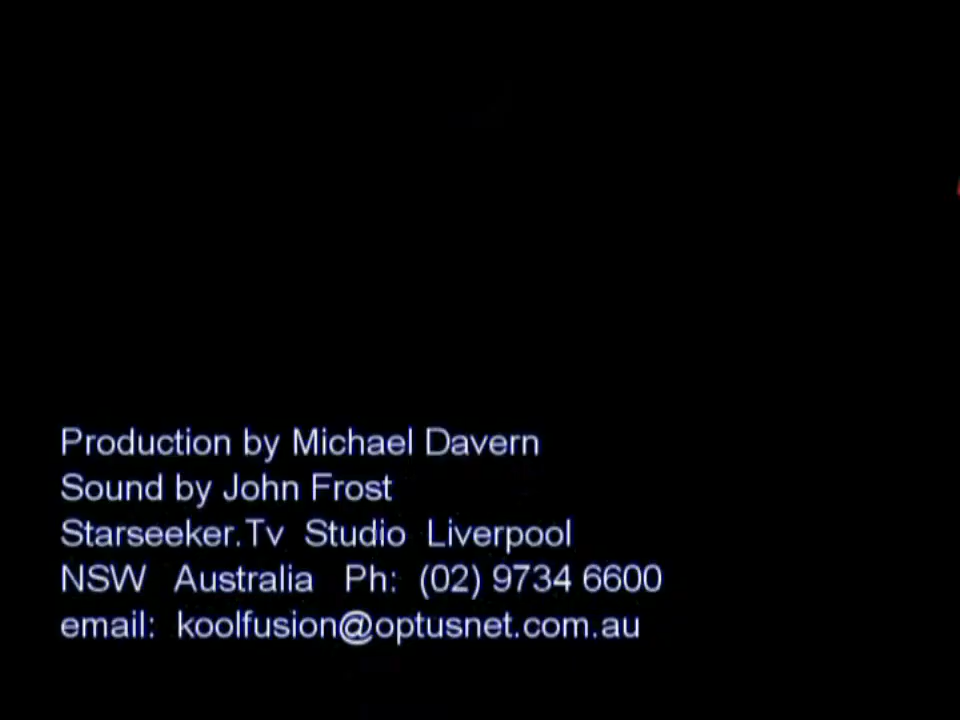 Production by Michael Davern
Sound by John Frost
Starseeker.Tv Studio Liverpool
NSW Australia Ph: (02) 9734 6600
email: koolfusion@optusnet.com.au